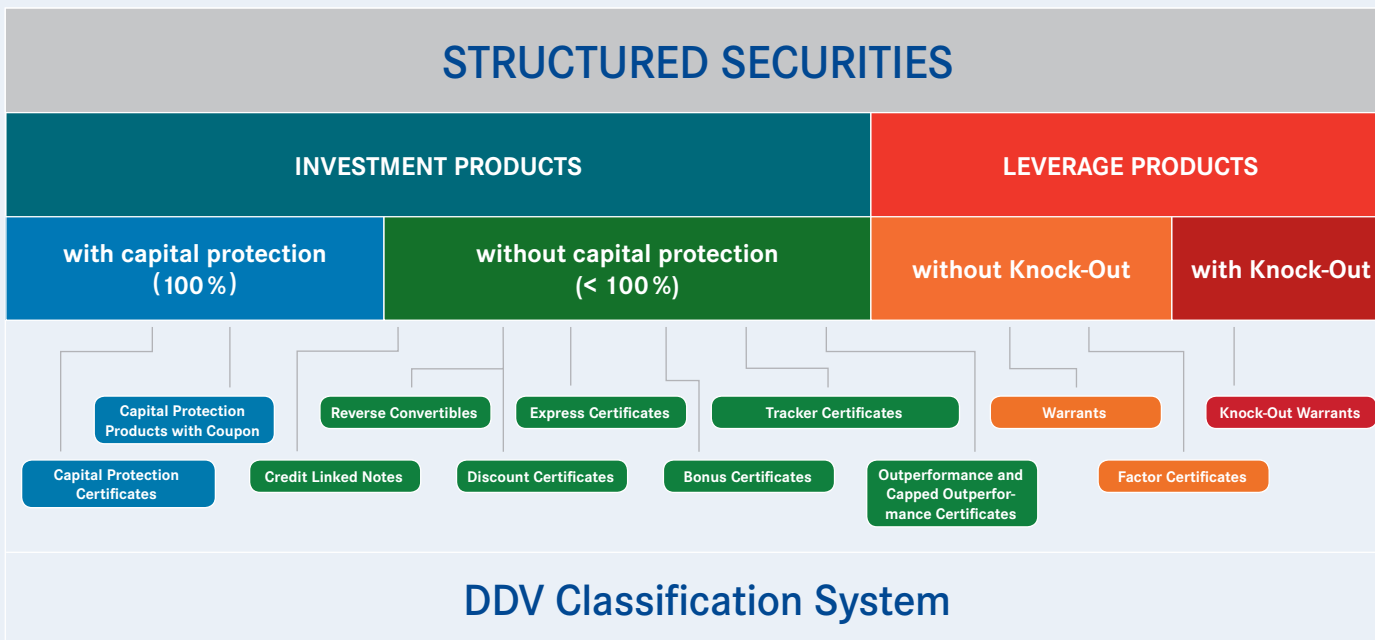 STRUCTURED SECURITIES
INVESTMENT PRODUCTS
LEVERAGE PRODUCTS
with capital protection
(100 %)
without capital protection
(< 100 %)
without Knock-Out
with Knock-Out
Capital Protection
Products with Coupon
Reverse Convertibles
Express Certificates
Tracker Certificates
Warrants
Knock-Out Warrants
Capital Protection
Certificates
Credit Linked Notes
Discount Certificates
Bonus Certificates
Outperformance and
Capped Outperfor-
mance Certificates
Factor Certificates
DDV Classification System